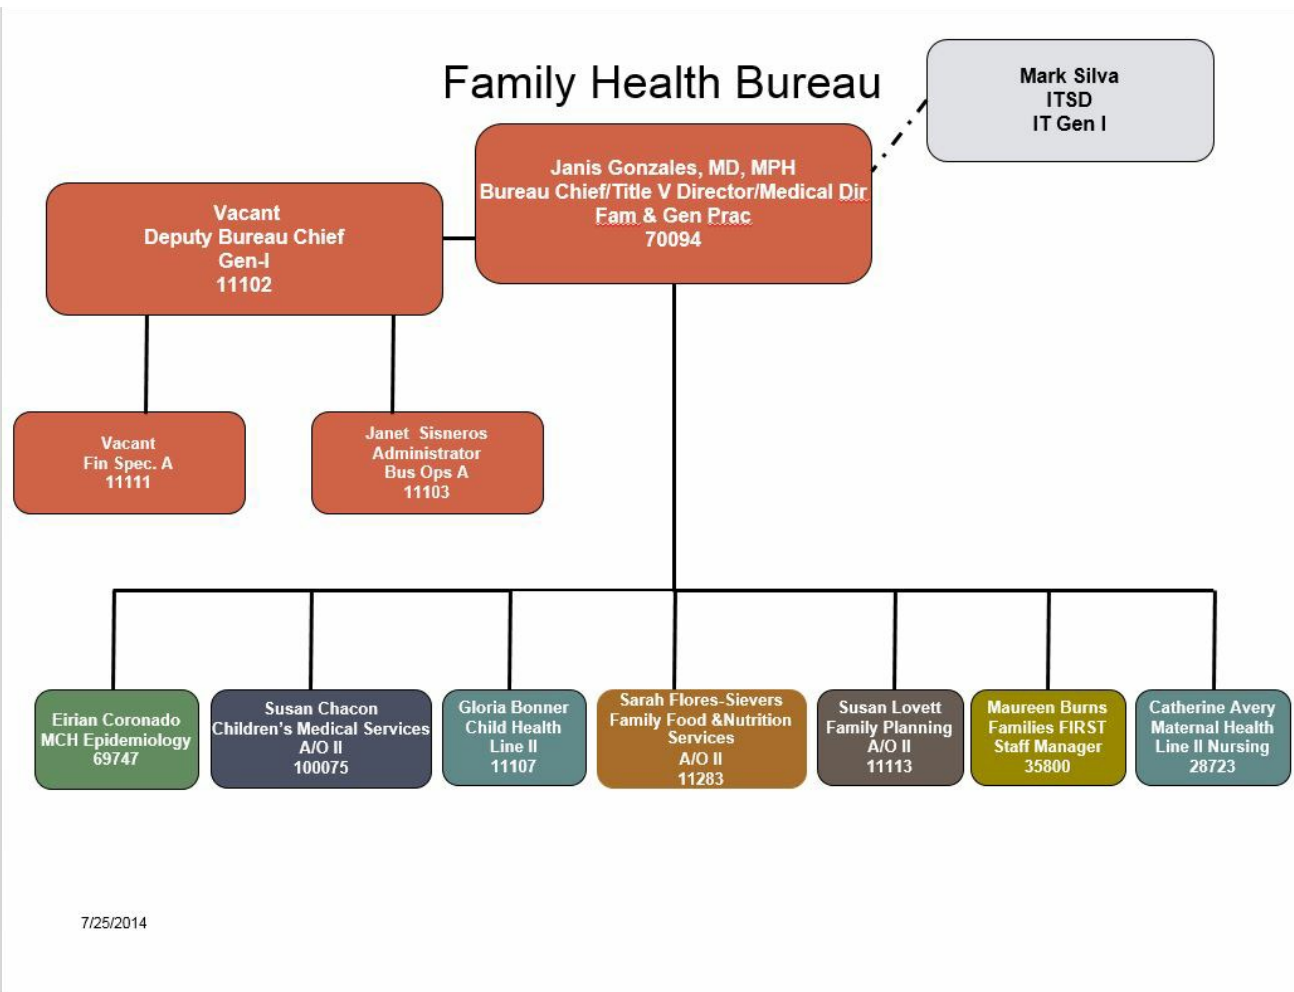 Family Health Bureau
Mark Silva
ITSD
IT Gen I
Janis Gonzales, MD, MPH
Bureau Chief/Title V Director/Medical Dir
Fam & Gen Prac
70094
Vacant
Deputy Bureau Chief
Gen-I
11102
Vacant
Fin Spec. A
11111
Janet Sisneros
Administrator
Bus Ops A
11103
Eirian Coronado
MCH Epidemiology
69747
Susan Chacon
Children's Medical Services
A/O II
100075
Gloria Bonner
Child Health
Line II
11107
Sarah Flores-Sievers
Family Food &Nutrition
Services
A/O II
11283
Susan Lovett
Family Planning
A/O II
11113
Maureen Burns
Families FIRST
Staff Manager
35800
Catherine Avery
Maternal Health
Line II Nursing
28723
7/25/2014